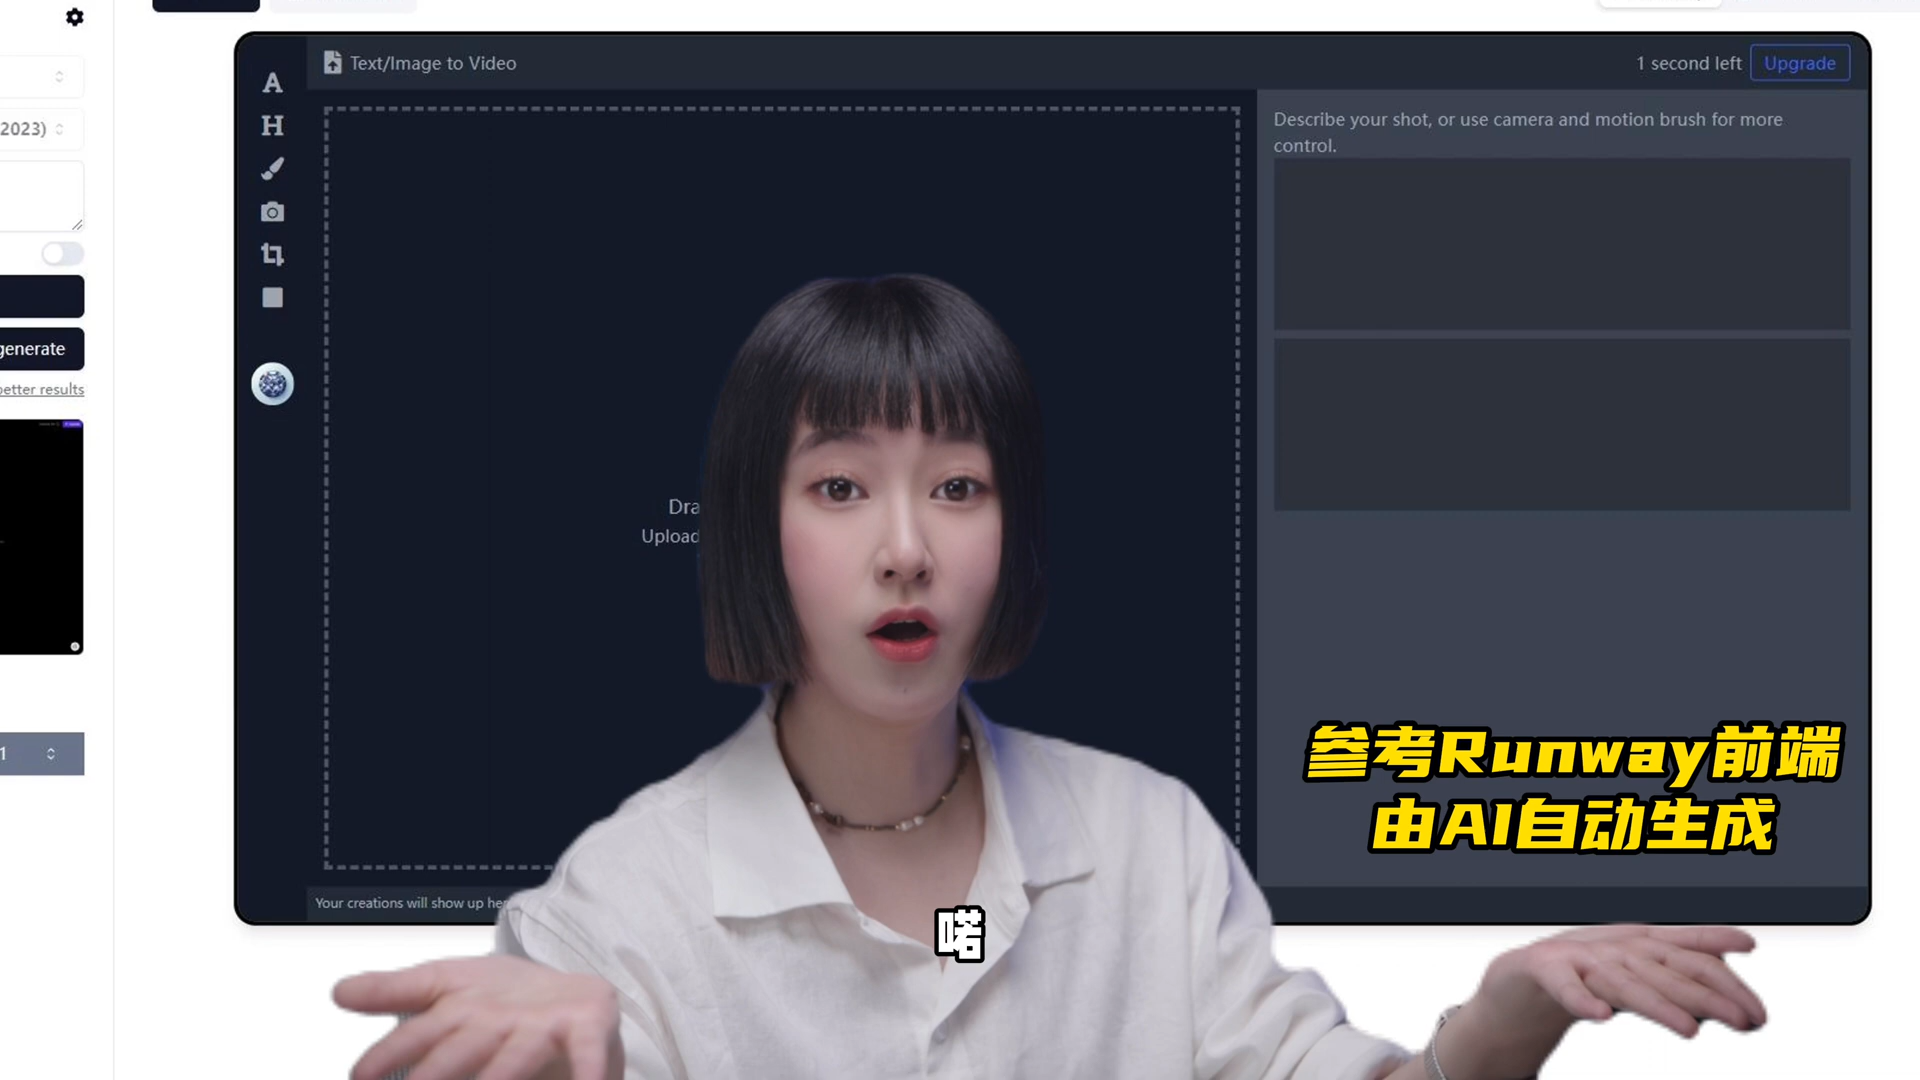 Text/Image to Video
1 second left
Upgrade
A
H
2023)
Describe your shot, or use camera and motion brush for more
control.
generate
better results
Dra
Upload
1
参考Runway前端
由AI自动生成
Your creations will show up he
喏